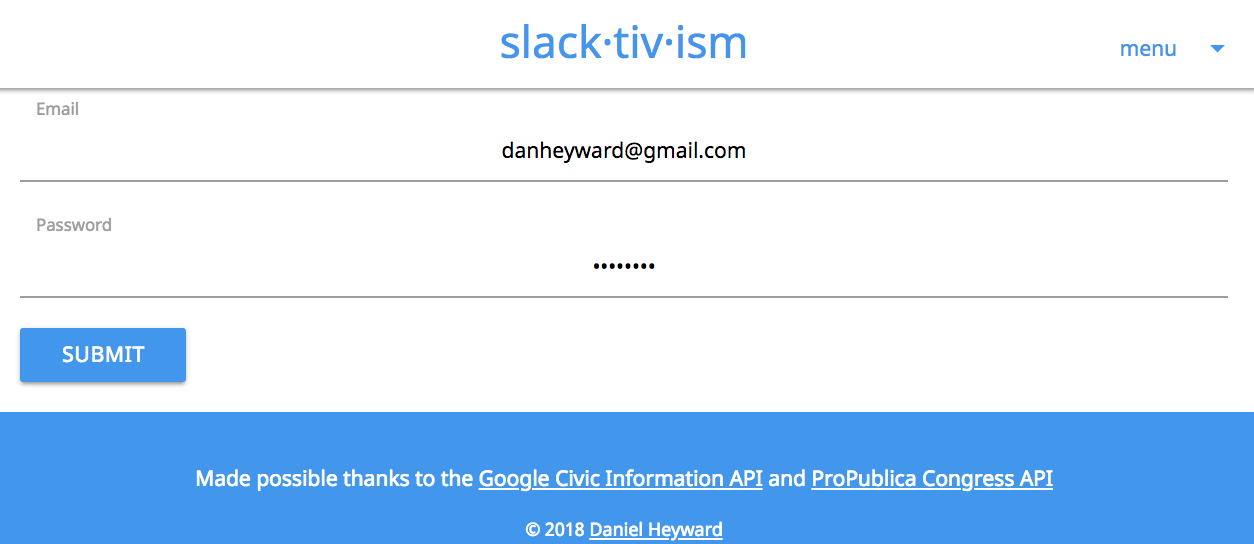 slack·tiv·ism
menu
Email
danheyward@gmail.com
Password
••••••••
SUBMIT
Made possible thanks to the Google Civic Information API and ProPublica Congress API
© 2018 Daniel Heyward